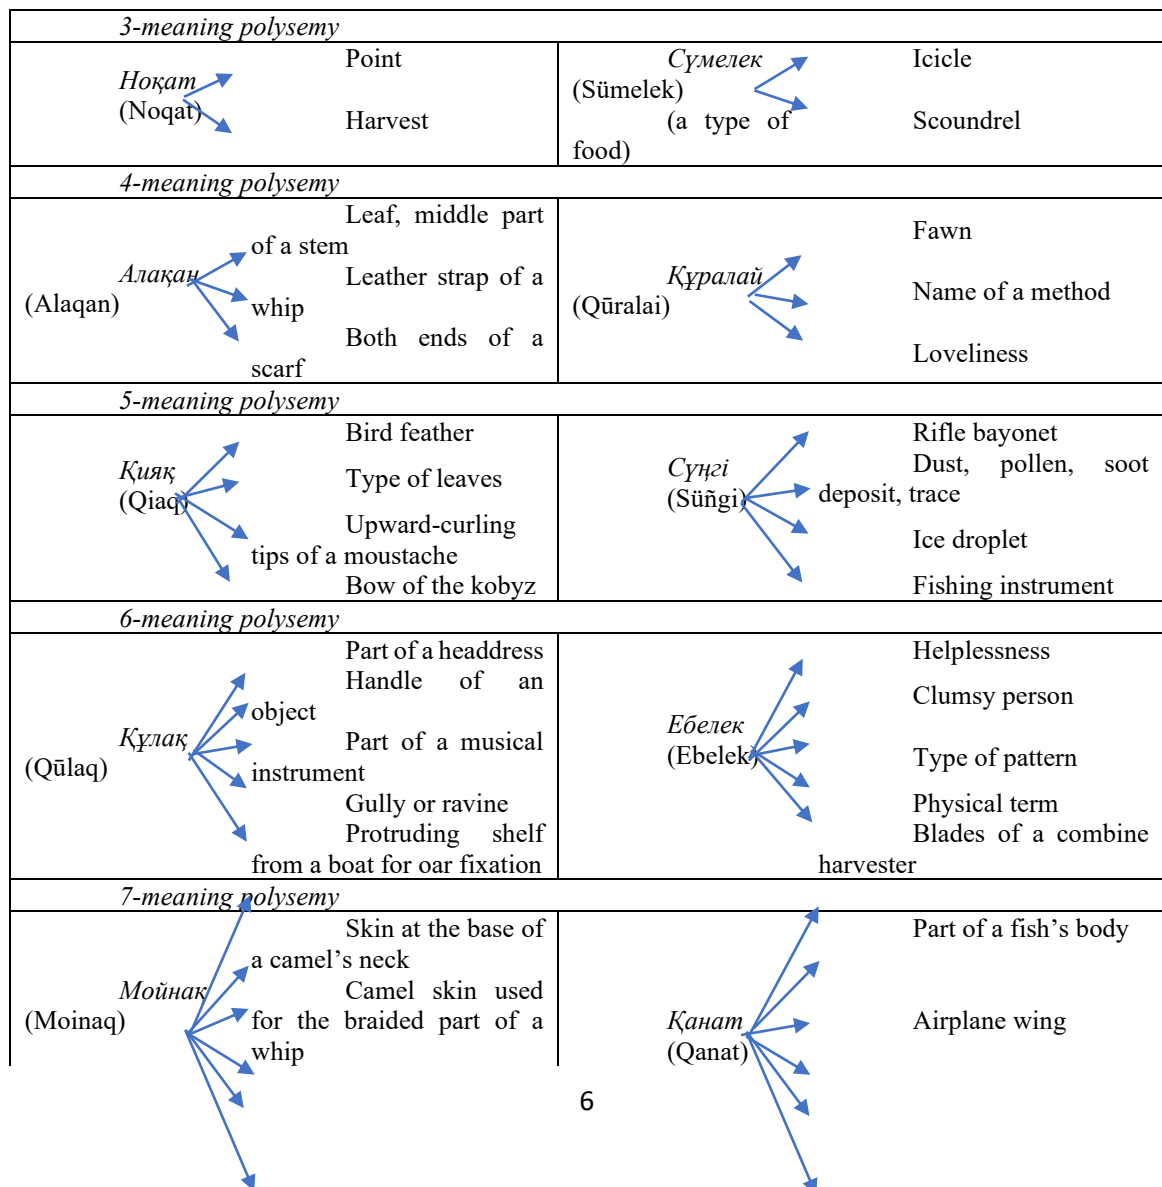 3-meaning polysemy
Ноқат
(Noqat)
Point
Harvest
Сүмелек
(Sümelek)
(a type of
food)
Icicle
Scoundrel
4-meaning polysemy
Алақан
(Alaqan)
Leaf, middle part
of a stem
Leather strap of a
whip
Both ends of a
scarf
Құралай
(Qūralai)
Fawn
Name of a method
Loveliness
5-meaning polysemy
Қияқ
(Qiaq)
Bird feather
Type of leaves
Upward-curling
tips of a moustache
Bow of the kobyz
Сүңгі
(Süñgi)
Rifle bayonet
Dust, pollen, soot
deposit, trace
Ice droplet
Fishing instrument
6-meaning polysemy
Құлақ
(Qūlaq)
Part of a headdress
Handle of an
object
Part of a musical
instrument
Gully or ravine
Protruding shelf
from a boat for oar fixation
Ебелек
(Ebelek)
Helplessness
Clumsy person
Type of pattern
Physical term
Blades of a combine
harvester
7-meaning polysemy
Мойнак
(Moinaq)
Skin at the base of
a camel’s neck
Camel skin used
for the braided part of a
whip
Қанат
(Qanat)
Part of a fish’s body
Airplane wing
6